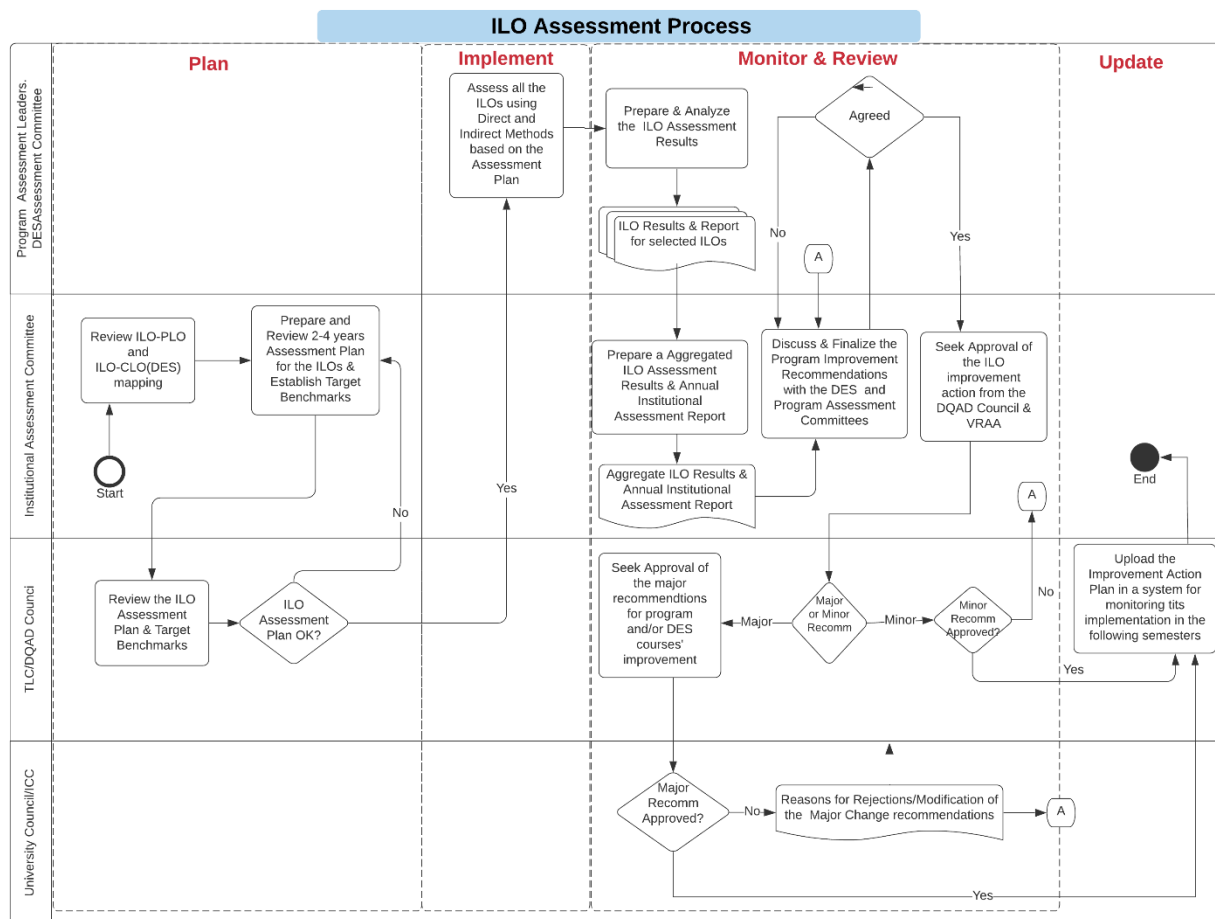 ILO Assessment Process
Plan
Implement
Monitor & Review
Update
Program Assessment Leaders.
DESAssessment Committee
Assess all the
ILOs using
Direct and
Indirect Methods
based on the
Assessment
Plan
Prepare & Analyze
the ILO Assessment
Results
Agreed
ILO Results & Report
for selected ILOs
No
A
Yes
Institutional Assessment Committee
Review ILO-PLO
and
ILO-CLO(DES)
mapping
Prepare and
Review 2-4 years
Assessment Plan
for the ILOs &
Establish Target
Benchmarks
Start
No
Yes
Prepare a Aggregated
ILO Assessment
Results & Annual
Institutional
Assessment Report
Discuss & Finalize the
Program Improvement
Recommendations
with the DES and
Program Assessment
Committees
Seek Approval of
the ILO
improvement
action from the
DQAD Council &
VRAA
Aggregate ILO Results &
Annual Institutional
Assessment Report
A
End
TLC/DQAD Counci
Review the ILO
Assessment
Plan & Target
Benchmarks
ILO
Assessment
Plan OK?
Seek Approval of
the major
recommendtions
for program
and/or DES
courses'
improvement
Major
Major
or Minor
Recomm
Minor
Minor
Recomm
Approved?
No
Yes
Upload the
Improvement Action
Plan in a system for
monitoring tits
implementation in the
following semesters
University Council/ICC
Major
Recomm
Approved?
No
Reasons for Rejections/Modification of
the Major Change recommendations
A
Yes